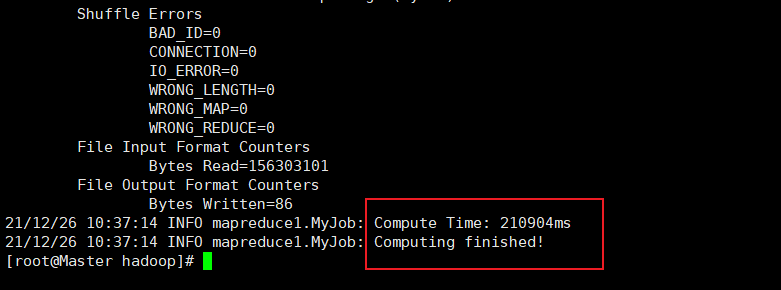 Shuffle Errors
BAD_ID=0
CONNECTION=0
IO_ERROR=0
WRONG_LENGTH=0
WRONG_MAP=0
WRONG_REDUCE=0
File Input Format Counters
Bytes Read=156303101
File Output Format Counters
Bytes Written=86
21/12/26 10:37:14 INFO mapreduce1.MyJob: Compute Time: 210904ms
21/12/26 10:37:14 INFO mapreduce1.MyJob: Computing finished!
[root@Master hadoop]#